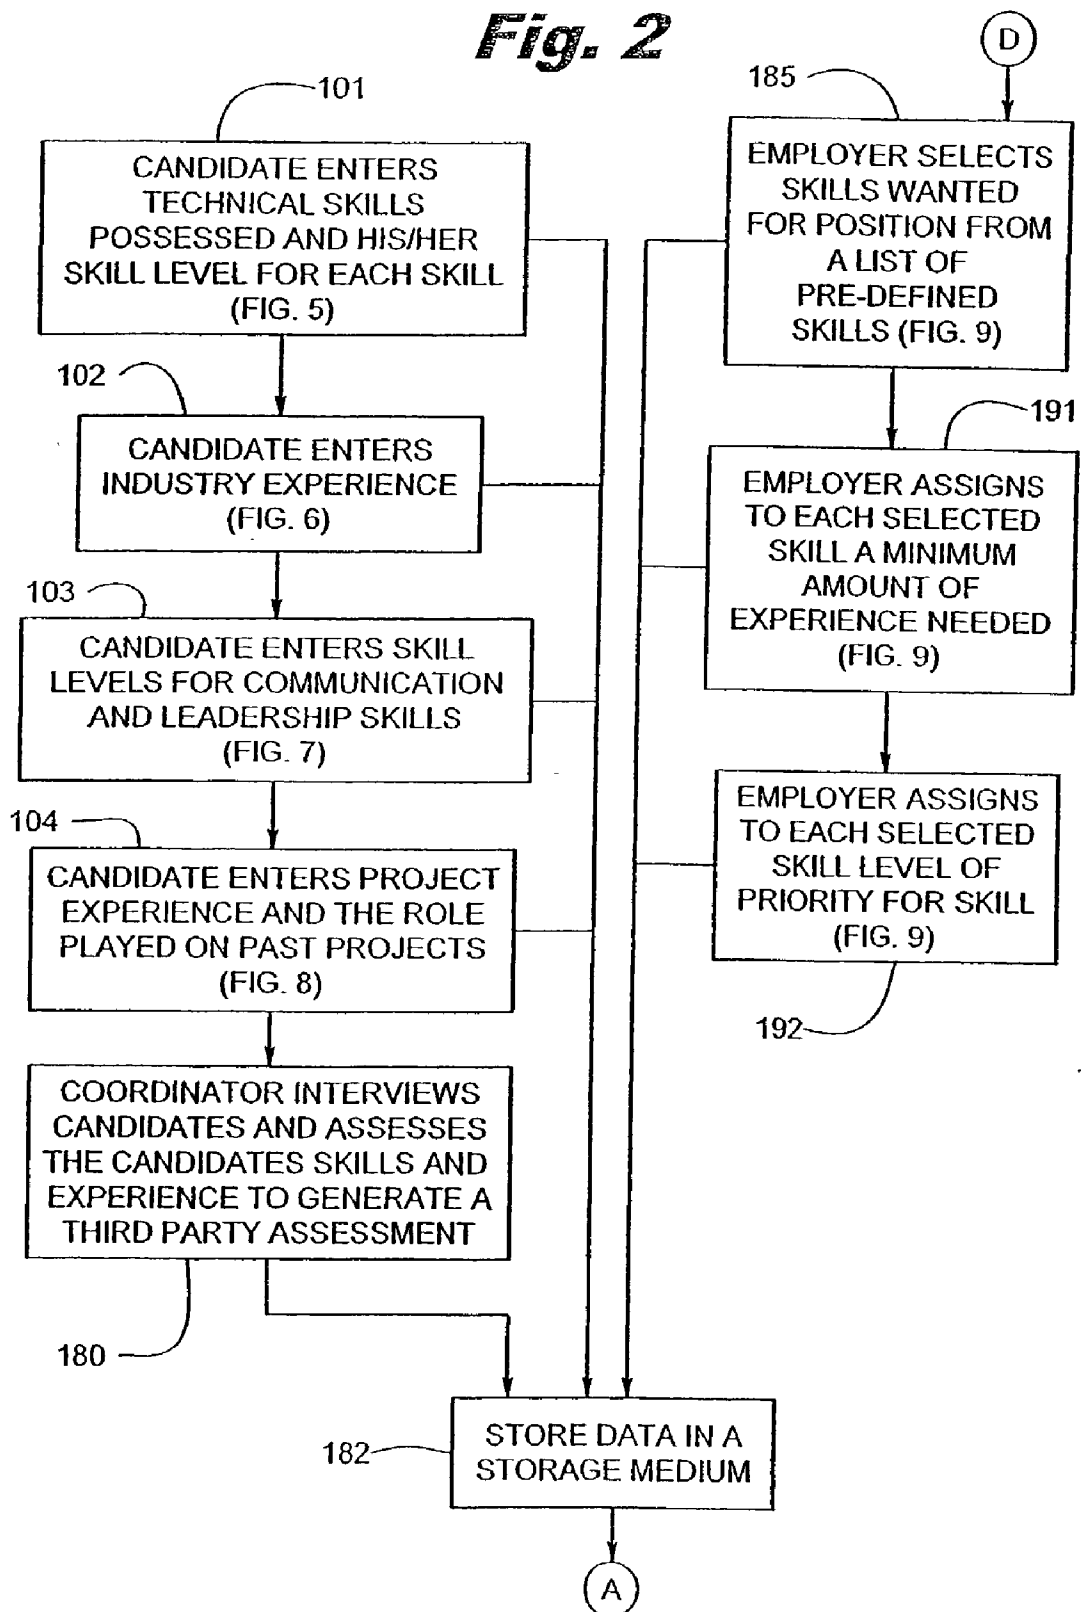 Fig. 2
101
CANDIDATE ENTERS
TECHNICAL SKILLS
POSSESSED AND HIS/HER
SKILL LEVEL FOR EACH SKILL
(FIG. 5)
102
CANDIDATE ENTERS
INDUSTRY EXPERIENCE
(FIG. 6)
103
CANDIDATE ENTERS SKILL
LEVELS FOR COMMUNICATION
AND LEADERSHIP SKILLS
(FIG. 7)
104
CANDIDATE ENTERS PROJECT
EXPERIENCE AND THE ROLE
PLAYED ON PAST PROJECTS
(FIG. 8)
COORDINATOR INTERVIEWS
CANDIDATES AND ASSESSES
THE CANDIDATES SKILLS AND
EXPERIENCE TO GENERATE A
THIRD PARTY ASSESSMENT
180
D
185
EMPLOYER SELECTS
SKILLS WANTED
FOR POSITION FROM
A LIST OF
PRE-DEFINED
SKILLS (FIG. 9)
191
EMPLOYER ASSIGNS
TO EACH SELECTED
SKILL A MINIMUM
AMOUNT OF
EXPERIENCE NEEDED
(FIG. 9)
EMPLOYER ASSIGNS
TO EACH SELECTED
SKILL LEVEL OF
PRIORITY FOR SKILL
(FIG. 9)
192
182
STORE DATA IN A
STORAGE MEDIUM
A